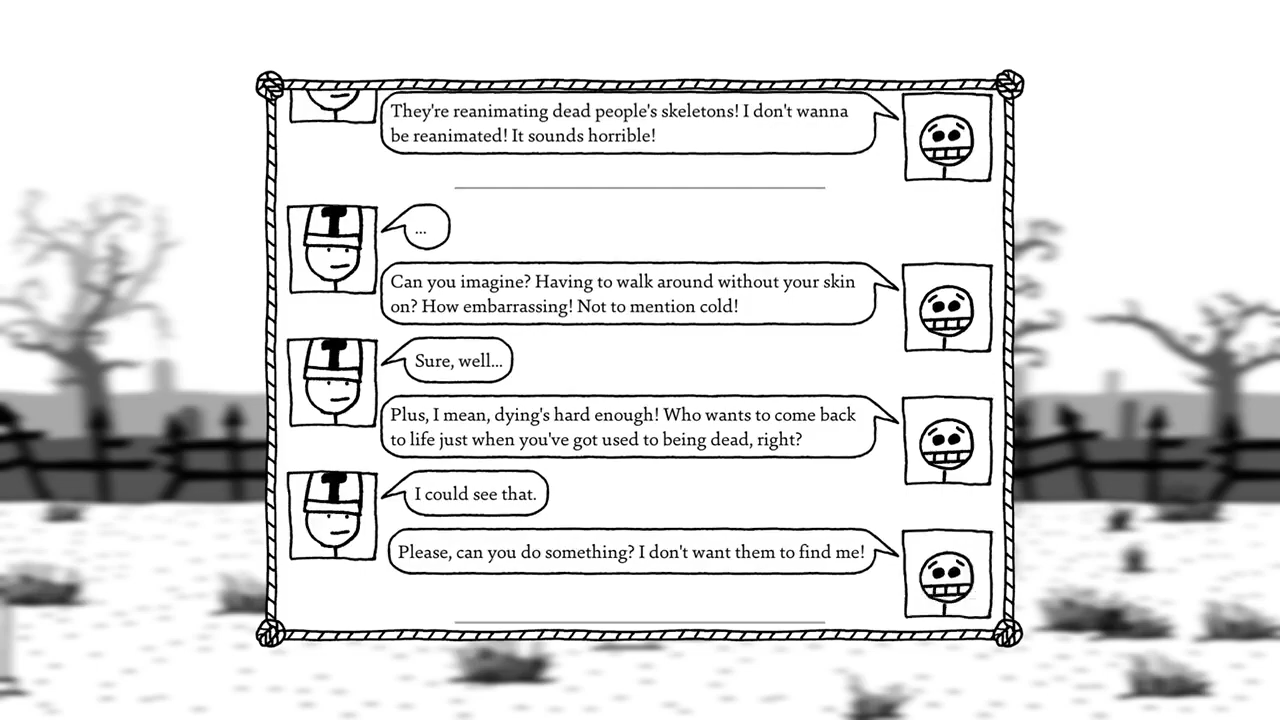 They're reanimating dead people's skeletons! I don't wanna
be reanimated! It sounds horrible!
...
Can you imagine? Having to walk around without your skin
on? How embarrassing! Not to mention cold!
Sure, well...
Plus, I mean, dying's hard enough! Who wants to come back
to life just when you've got used to being dead, right?
I could see that.
Please, can you do something? I don't want them to find me!